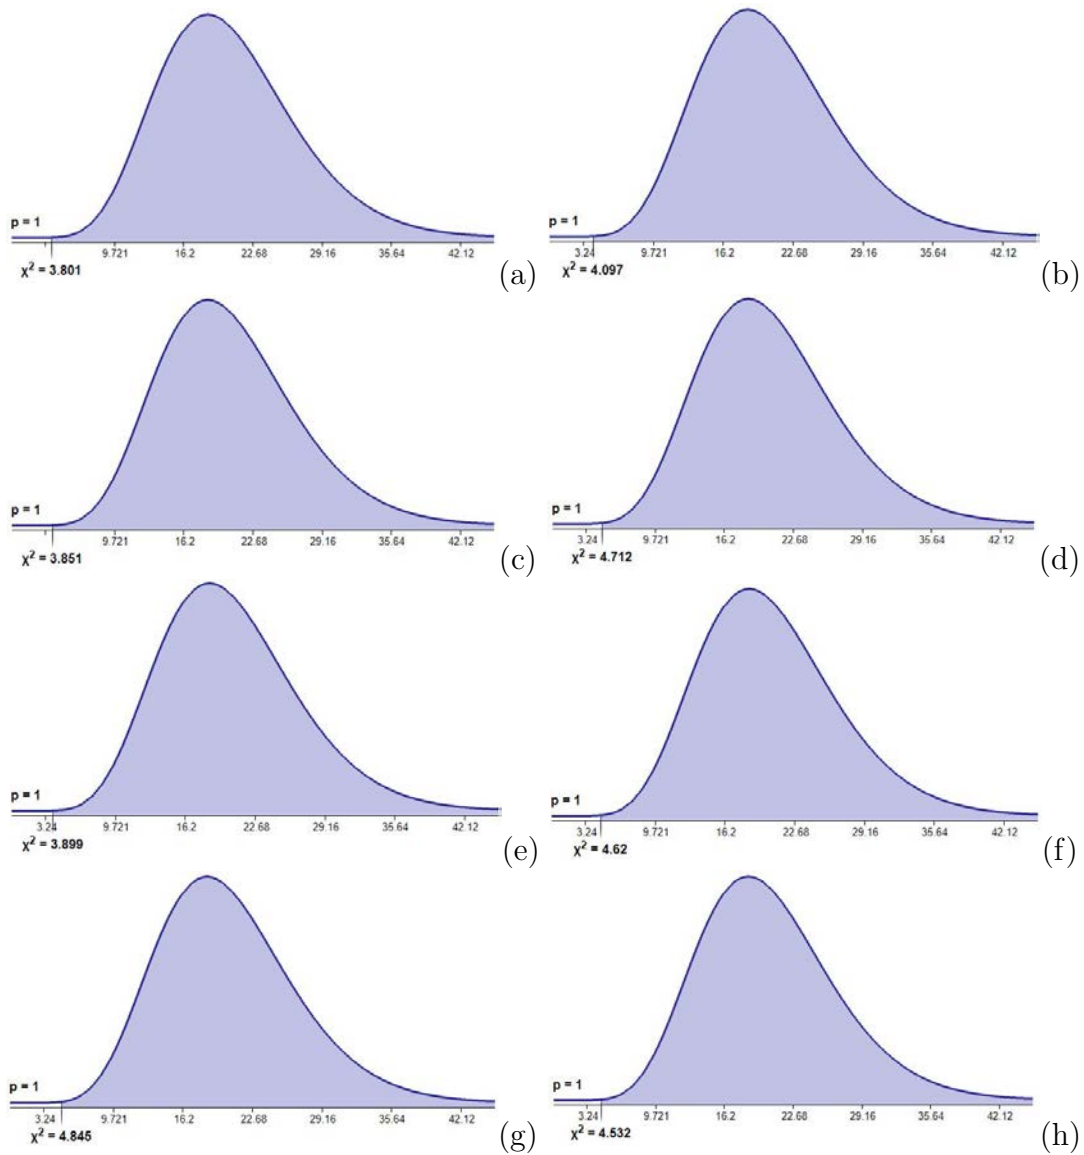 p = 1
9.721 16.2 22.68 29.16 35.64 42.12
χ² = 3.801
(a)
p = 1
3.24 9.721 16.2 22.68 29.16 35.64 42.12
χ² = 4.097
(b)
p = 1
9.721 16.2 22.68 29.16 35.64 42.12
χ² = 3.851
(c)
p = 1
3.24 9.721 16.2 22.68 29.16 35.64 42.12
χ² = 4.712
(d)
p = 1
3.24 9.721 16.2 22.68 29.16 35.64 42.12
χ² = 3.899
(e)
p = 1
3.24 9.721 16.2 22.68 29.16 35.64 42.12
χ² = 4.62
(f)
p = 1
3.24 9.721 16.2 22.68 29.16 35.64 42.12
χ² = 4.845
(g)
p = 1
3.24 9.721 16.2 22.68 29.16 35.64 42.12
χ² = 4.532
(h)